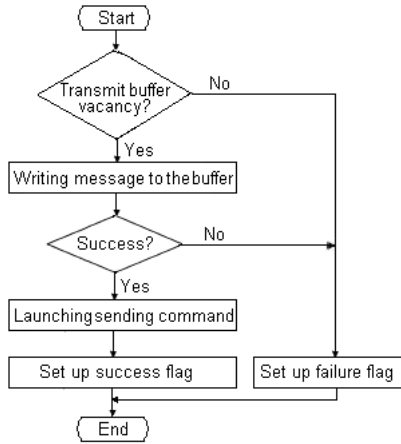 Start
Transmit buffer
vacancy?
No
Yes
Writing message to the buffer
Success?
No
Yes
Launching sending command
Set up success flag
Set up failure flag
End